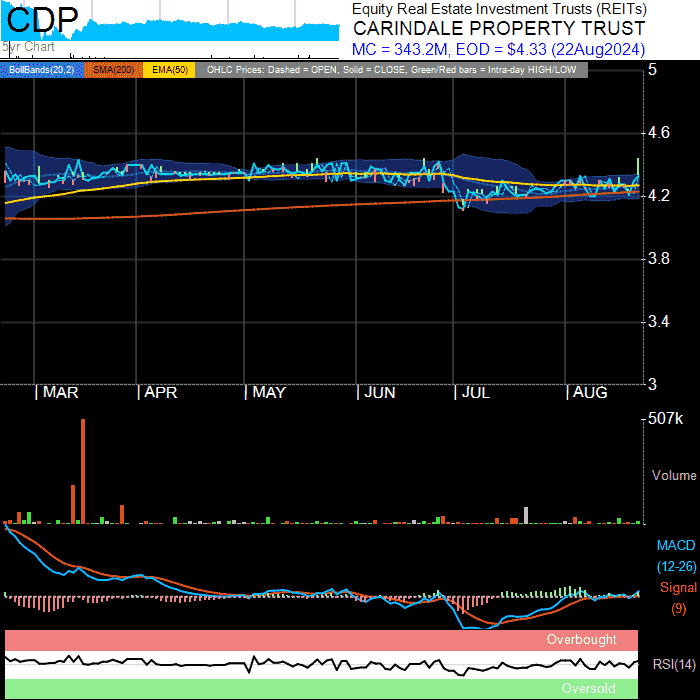 CDP
5yr Chart
Equity Real Estate Investment Trusts (REITs)
CARINDALE PROPERTY TRUST
MC = 343.2M, EOD = $4.33 (22Aug2024)
BollBands(20,2) SMA(200) EMA(50) OHLC Prices: Dashed = OPEN, Solid = CLOSE, Green/Red bars = Intra-day HIGH/LOW
5
4.6
4.2
3.8
3.4
3
| MAR | APR | MAY | JUN | JUL | AUG
507k
Volume
MACD
(12-26)
Signal
(9)
Overbought
RSI(14)
Oversold